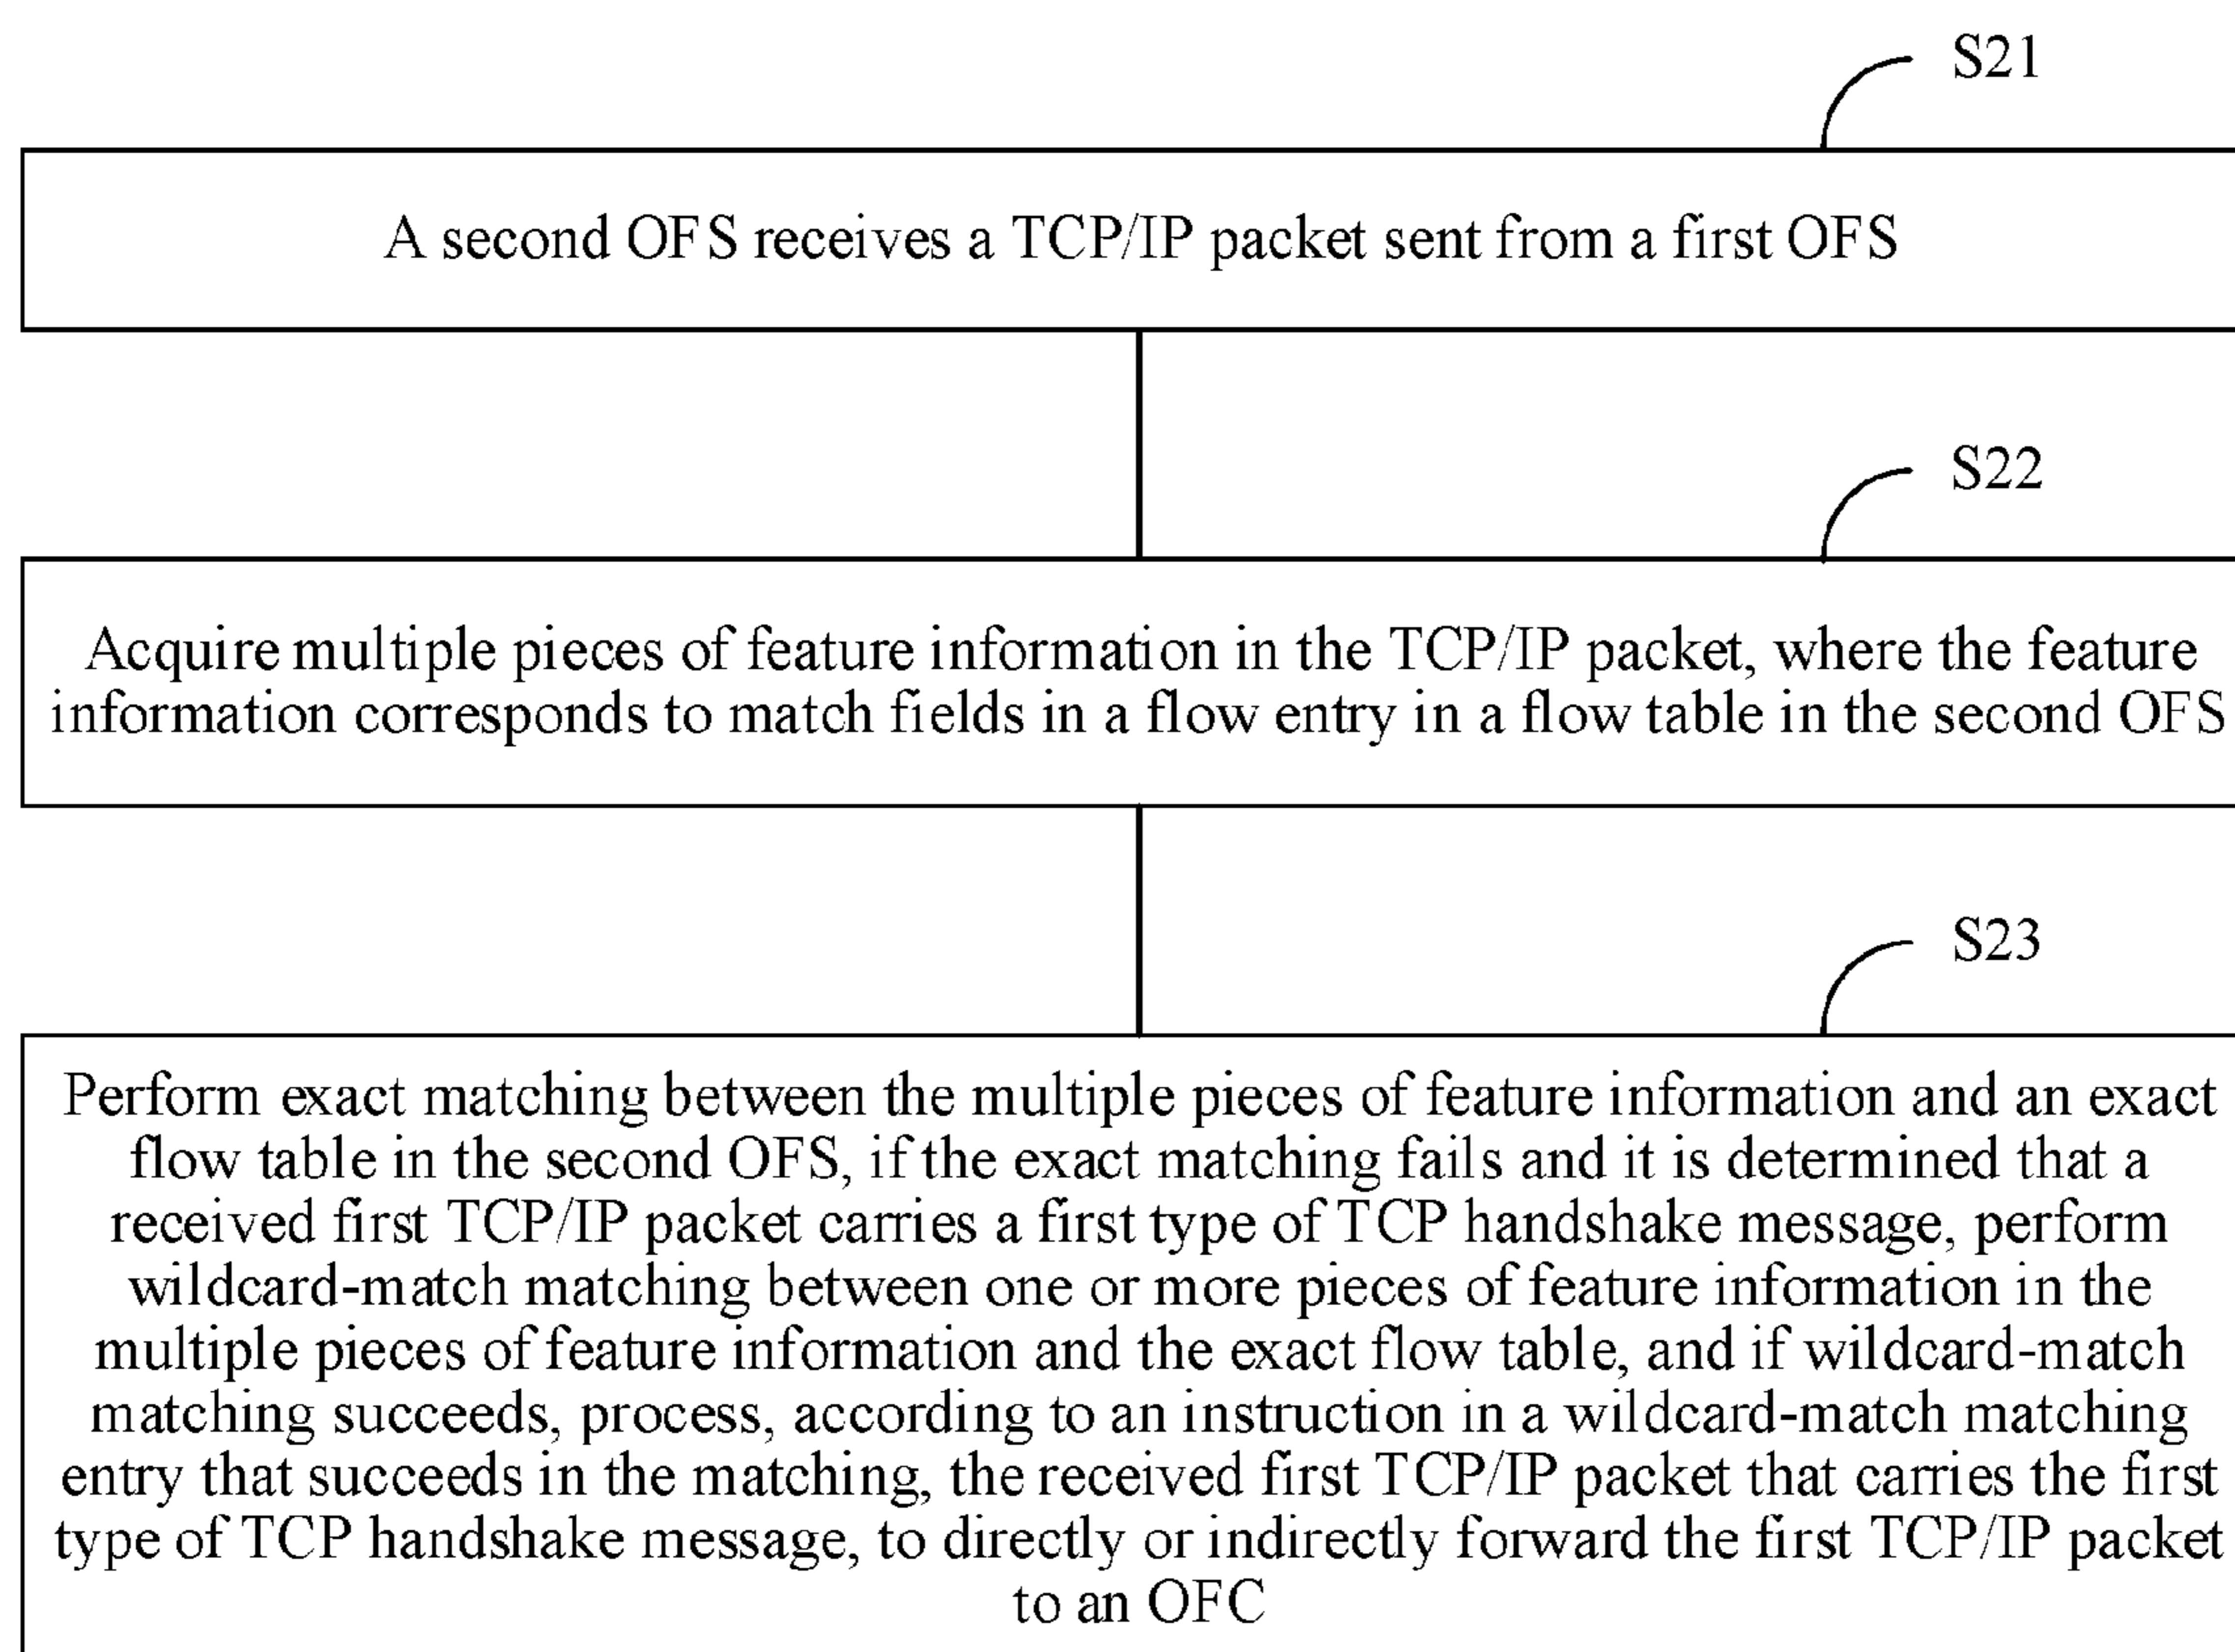 S21
A second OFS receives a TCP/IP packet sent from a first OFS
S22
Acquire multiple pieces of feature information in the TCP/IP packet, where the feature
information corresponds to match fields in a flow entry in a flow table in the second OFS
S23
Perform exact matching between the multiple pieces of feature information and an exact
flow table in the second OFS, if the exact matching fails and it is determined that a
received first TCP/IP packet carries a first type of TCP handshake message, perform
wildcard-match matching between one or more pieces of feature information in the
multiple pieces of feature information and the exact flow table, and if wildcard-match
matching succeeds, process, according to an instruction in a wildcard-match matching
entry that succeeds in the matching, the received first TCP/IP packet that carries the first
type of TCP handshake message, to directly or indirectly forward the first TCP/IP packet
to an OFC